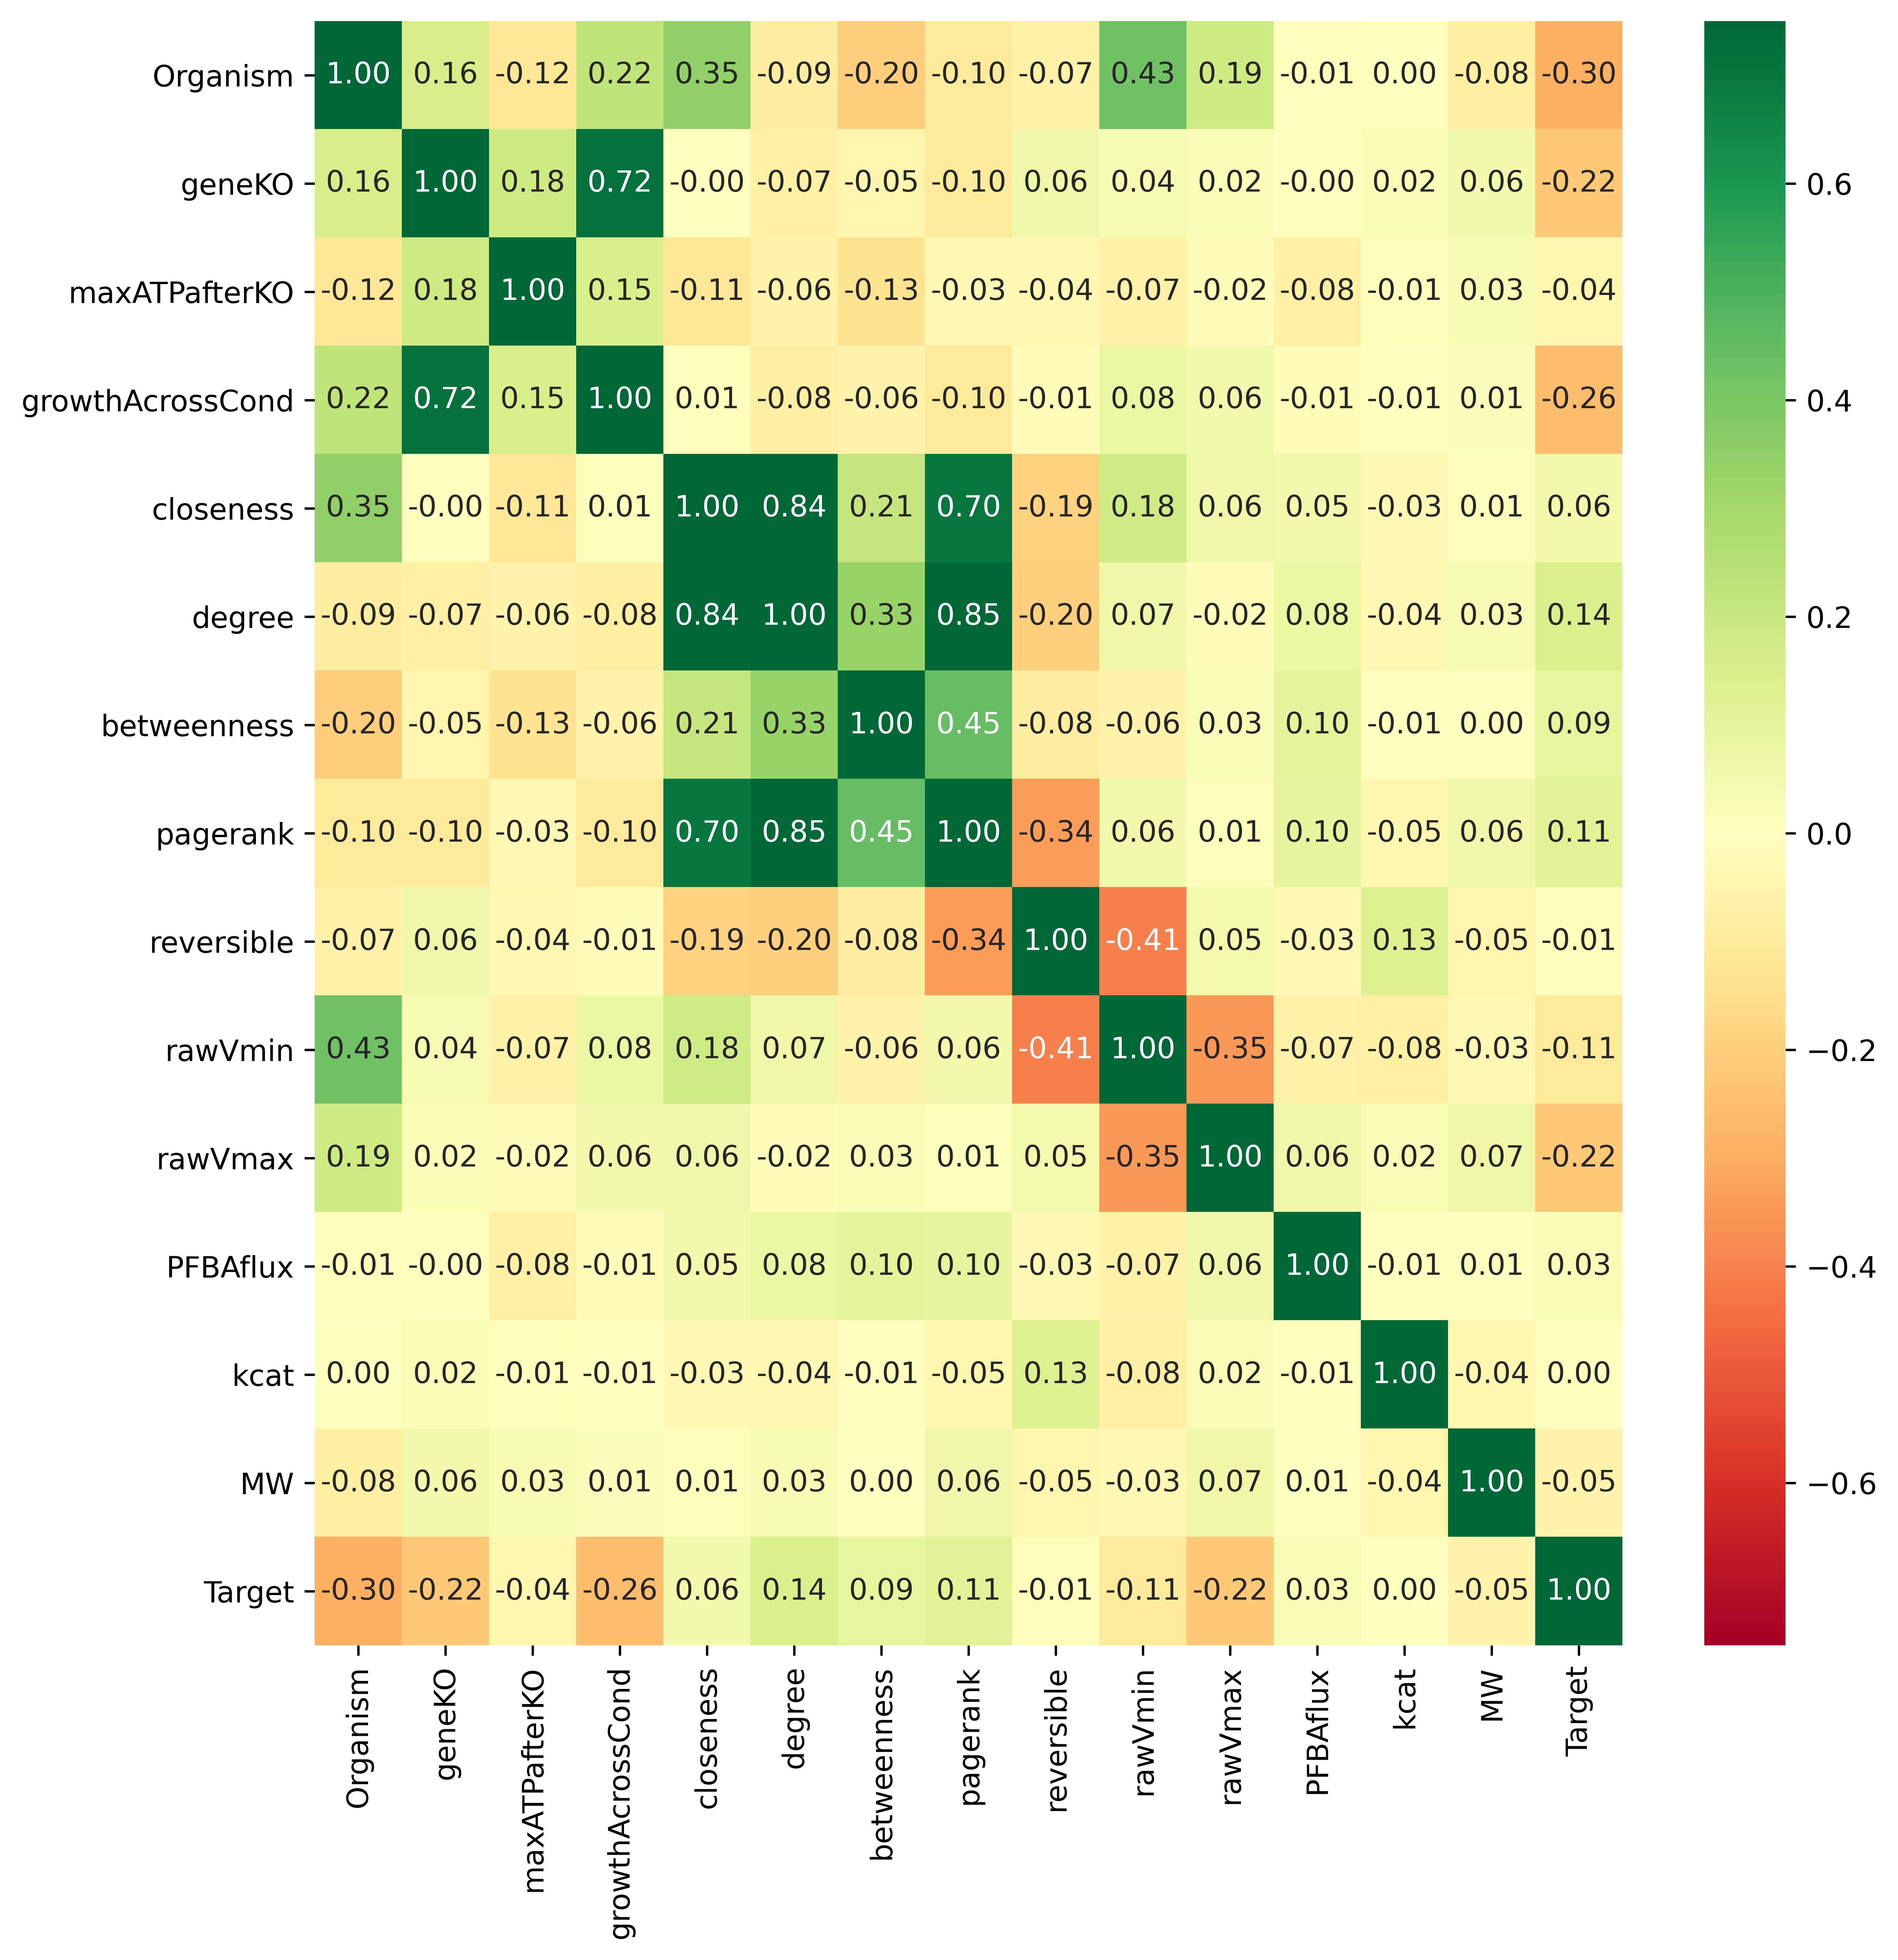 Organism 1.00 0.16 -0.12 0.22 0.35 -0.09 -0.20 -0.10 -0.07 0.43 0.19 -0.01 0.00 -0.08 -0.30
geneKO 0.16 1.00 0.18 0.72 -0.00 -0.07 -0.05 -0.10 0.06 0.04 0.02 -0.00 0.02 0.06 -0.22
maxATPafterKO -0.12 0.18 1.00 0.15 -0.11 -0.06 -0.13 -0.03 -0.04 -0.07 -0.02 -0.08 -0.01 0.03 -0.04
growthAcrossCond 0.22 0.72 0.15 1.00 0.01 -0.08 -0.06 -0.10 -0.01 0.08 0.06 -0.01 -0.01 0.01 -0.26
closeness 0.35 -0.00 -0.11 0.01 1.00 0.84 0.21 0.70 -0.19 0.18 0.06 0.05 -0.03 0.01 0.06
degree -0.09 -0.07 -0.06 -0.08 0.84 1.00 0.33 0.85 -0.20 0.07 -0.02 0.08 -0.04 0.03 0.14
betweenness -0.20 -0.05 -0.13 -0.06 0.21 0.33 1.00 0.45 -0.08 -0.06 0.03 0.10 -0.01 0.00 0.09
pagerank -0.10 -0.10 -0.03 -0.10 0.70 0.85 0.45 1.00 -0.34 0.06 0.01 0.10 -0.05 0.06 0.11
reversible -0.07 0.06 -0.04 -0.01 -0.19 -0.20 -0.08 -0.34 1.00 -0.41 0.05 -0.03 0.13 -0.05 -0.01
rawVmin 0.43 0.04 -0.07 0.08 0.18 0.07 -0.06 0.06 -0.41 1.00 -0.35 -0.07 -0.08 -0.03 -0.11
rawVmax 0.19 0.02 -0.02 0.06 0.06 -0.02 0.03 0.01 0.05 -0.35 1.00 0.06 0.02 0.07 -0.22
PFBAflux -0.01 -0.00 -0.08 -0.01 0.05 0.08 0.10 0.10 -0.03 -0.07 0.06 1.00 -0.01 0.01 0.03
kcat 0.00 0.02 -0.01 -0.01 -0.03 -0.04 -0.01 -0.05 0.13 -0.08 0.02 -0.01 1.00 -0.04 0.00
MW -0.08 0.06 0.03 0.01 0.01 0.03 0.00 0.06 -0.05 -0.03 0.07 0.01 -0.04 1.00 -0.05
Target -0.30 -0.22 -0.04 -0.26 0.06 0.14 0.09 0.11 -0.01 -0.11 -0.22 0.03 0.00 -0.05 1.00
Organism
geneKO
maxATPafterKO
growthAcrossCond
closeness
degree
betweenness
pagerank
reversible
rawVmin
rawVmax
PFBAflux
kcat
MW
Target
0.6
0.4
0.2
0.0
−0.2
−0.4
−0.6